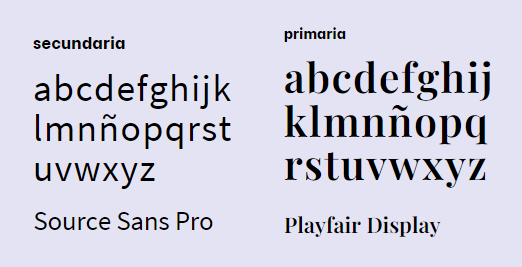 secundaria
abcdefghijk
lmnñopqrst
uvwxyz
Source Sans Pro
primaria
abcdefghij
klmnñopq
rstuvwxyz
Playfair Display